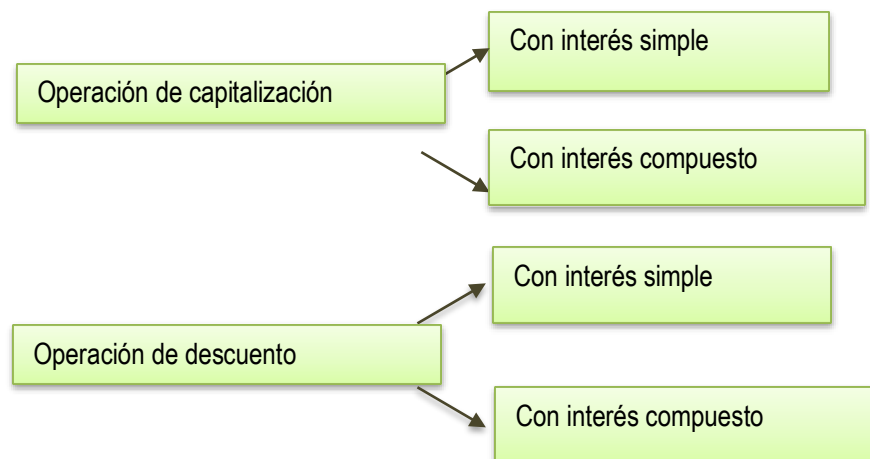 Operación de capitalización
Con interés simple
Con interés compuesto
Operación de descuento
Con interés simple
Con interés compuesto